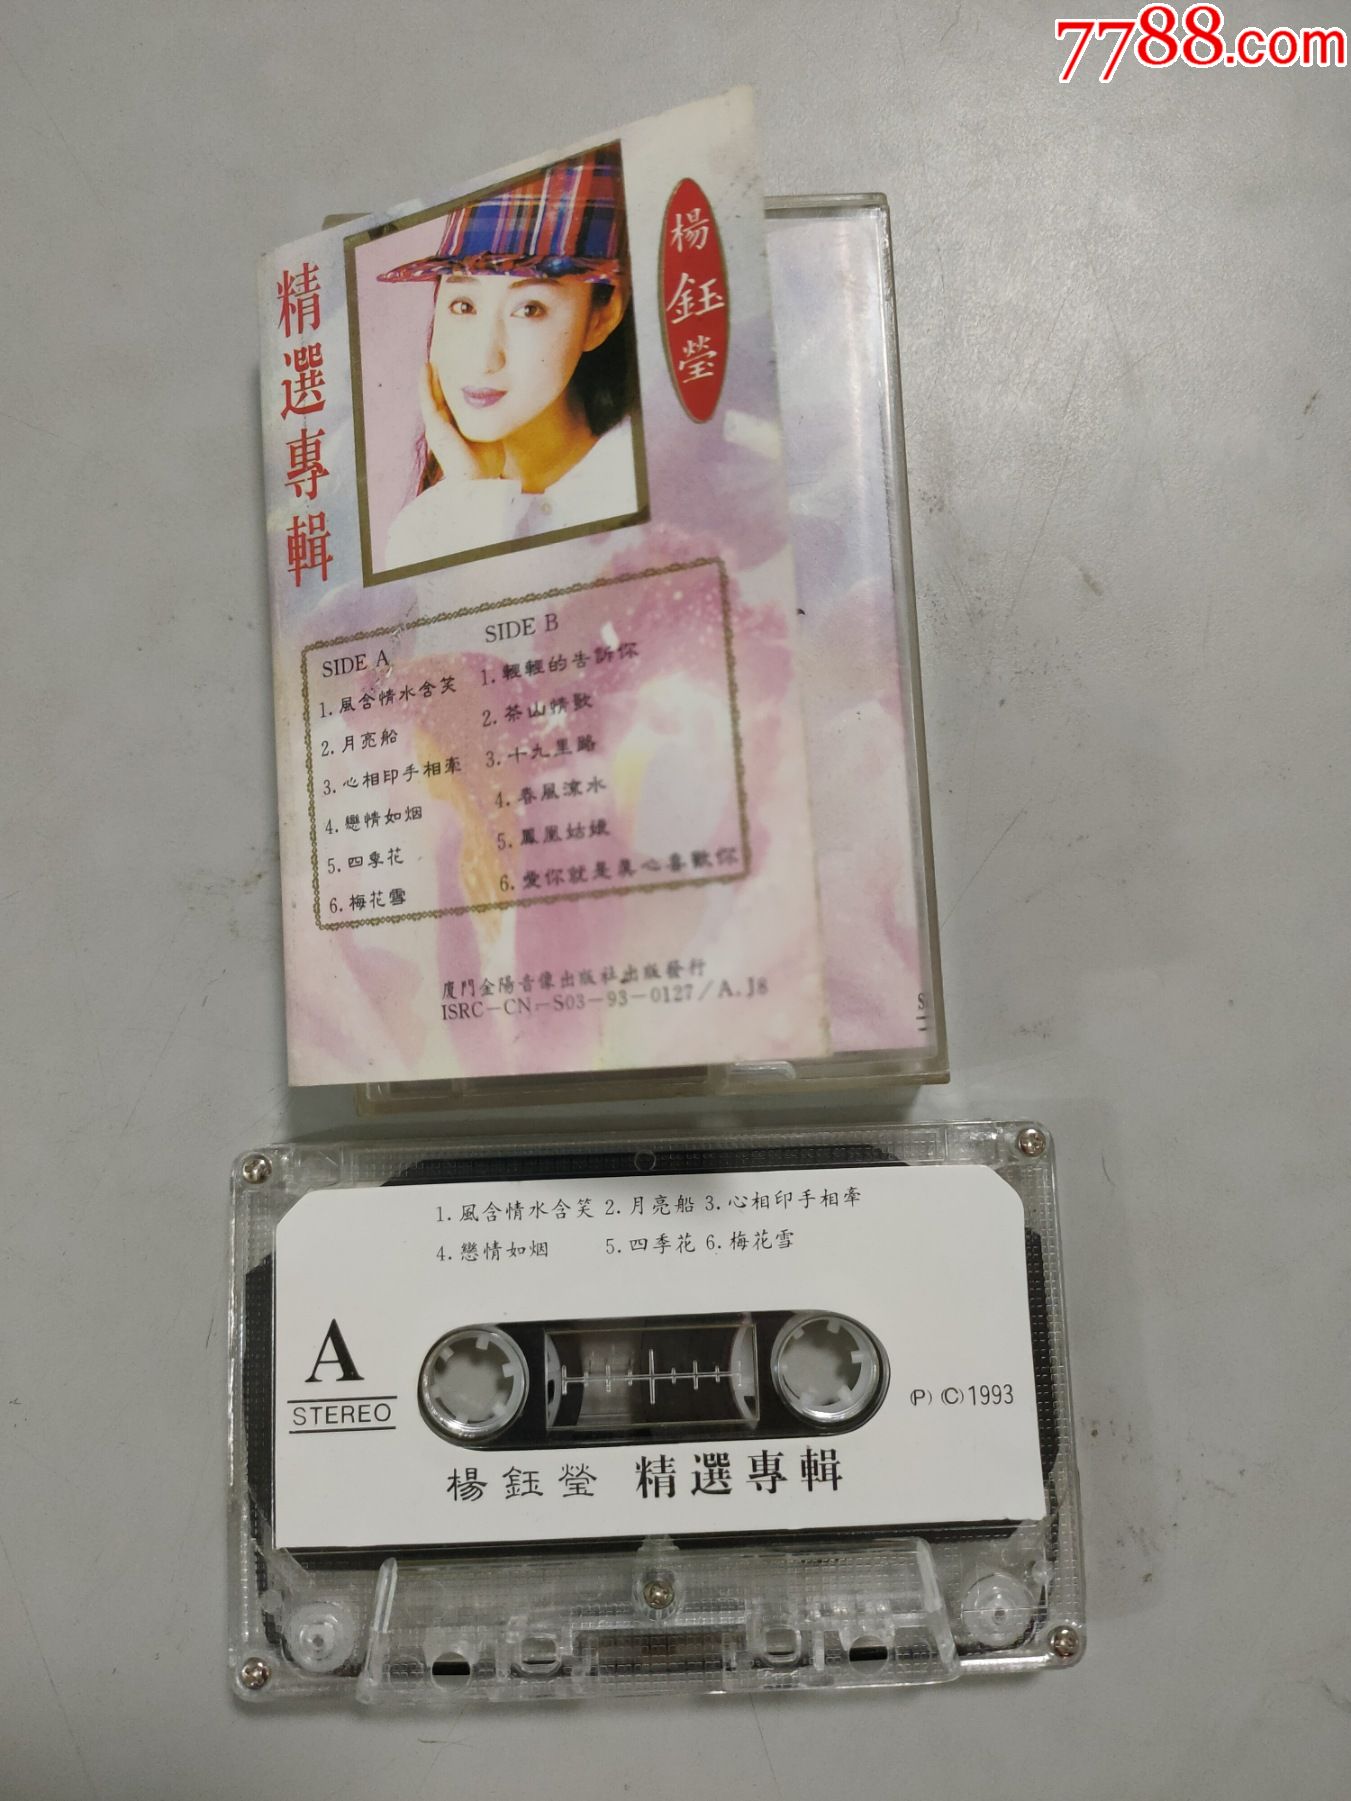 7788.com
精選專輯
楊鈺瑩
SIDE A
1.風含情水含笑
2.月亮船
3.心相印手相牽
4.戀情如烟
5.四季花
6.梅花雪
SIDE B
1.輕輕的告訴你
2.茶山情歌
3.十九里路
4.春風流水
5.鳳凰姑娘
6.愛你就是真心喜歡你
廈門金陽音像出版社出版發行
ISRC-CN-S03-93-0127/A.J8
1.風含情水含笑 2.月亮船 3.心相印手相牽
4.戀情如烟 5.四季花 6.梅花雪
A
STEREO
(P) (C)1993
楊鈺瑩 精選專輯